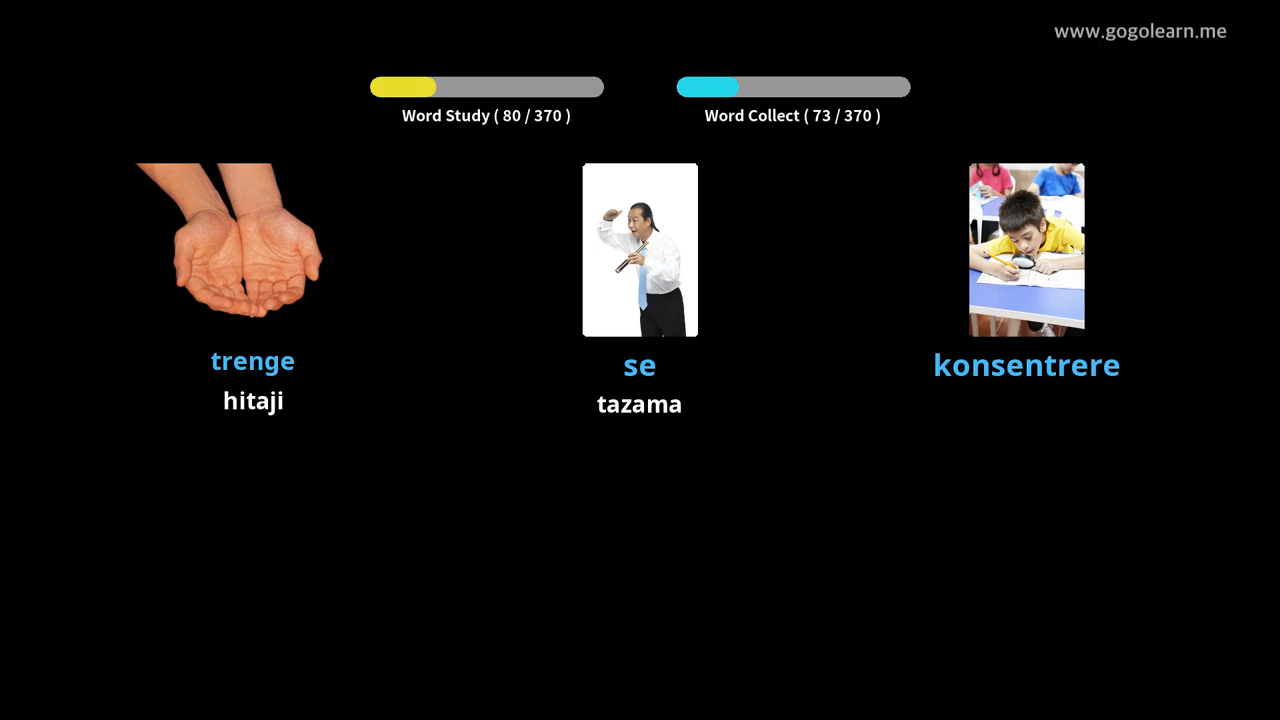 www.gogolearn.me
Word Study ( 80 / 370 )
Word Collect ( 73 / 370 )
trenge
hitaji
se
tazama
konsentrere